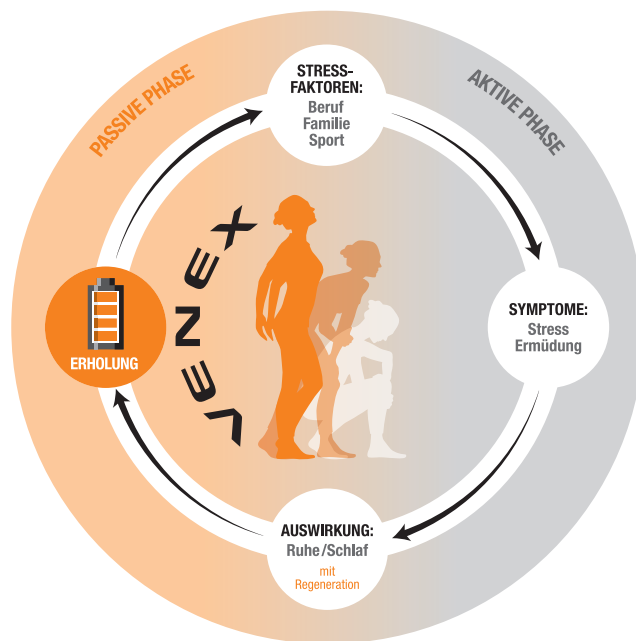 PASSIVE PHASE
AKTIVE PHASE
STRESS-
FAKTOREN:
Beruf
Familie
Sport
VENEX
SYMPTOME:
Stress
Ermüdung
ERHOLUNG
AUSWIRKUNG:
Ruhe/Schlaf
mit
Regeneration